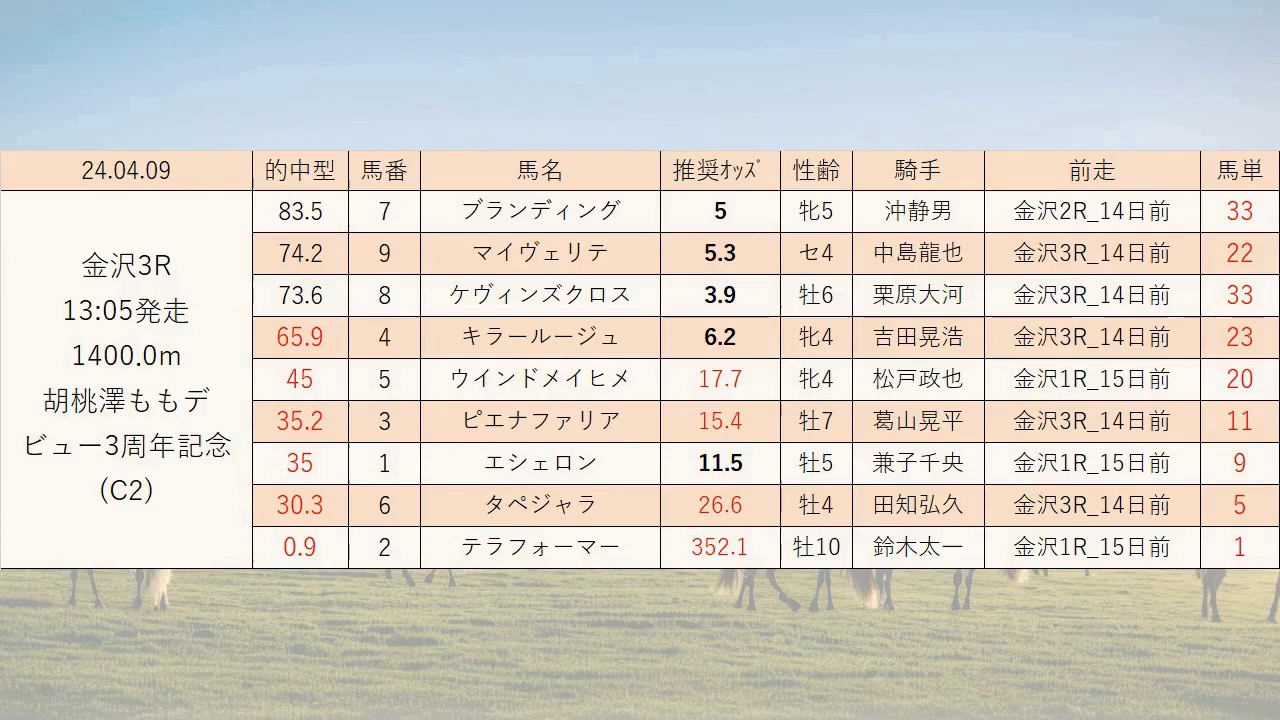 24.04.09 的中型 馬番 馬名 推奨ｵｯｽﾞ 性齢 騎手 前走 馬単
金沢3R
13:05発走
1400.0m
胡桃澤ももデ
ビュー3周年記念
(C2)
83.5 7 ブランディング 5 牝5 沖静男 金沢2R_14日前 33
74.2 9 マイヴェリテ 5.3 セ4 中島龍也 金沢3R_14日前 22
73.6 8 ケヴィンズクロス 3.9 牡6 栗原大河 金沢3R_14日前 33
65.9 4 キラールージュ 6.2 牝4 吉田晃浩 金沢3R_14日前 23
45 5 ウインドメイヒメ 17.7 牝4 松戸政也 金沢1R_15日前 20
35.2 3 ピエナファリア 15.4 牡7 葛山晃平 金沢3R_14日前 11
35 1 エシェロン 11.5 牡5 兼子千央 金沢1R_15日前 9
30.3 6 タペジャラ 26.6 牡4 田知弘久 金沢3R_14日前 5
0.9 2 テラフォーマー 352.1 牡10 鈴木太一 金沢1R_15日前 1